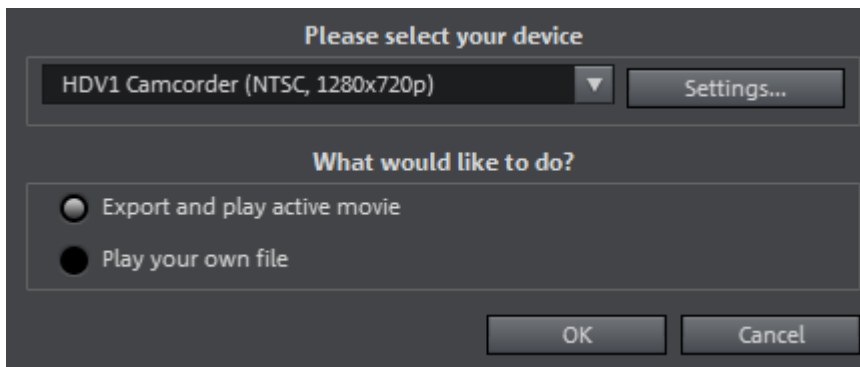 Please select your device
HDV1 Camcorder (NTSC, 1280x720p)
Settings...
What would like to do?
Export and play active movie
Play your own file
OK
Cancel